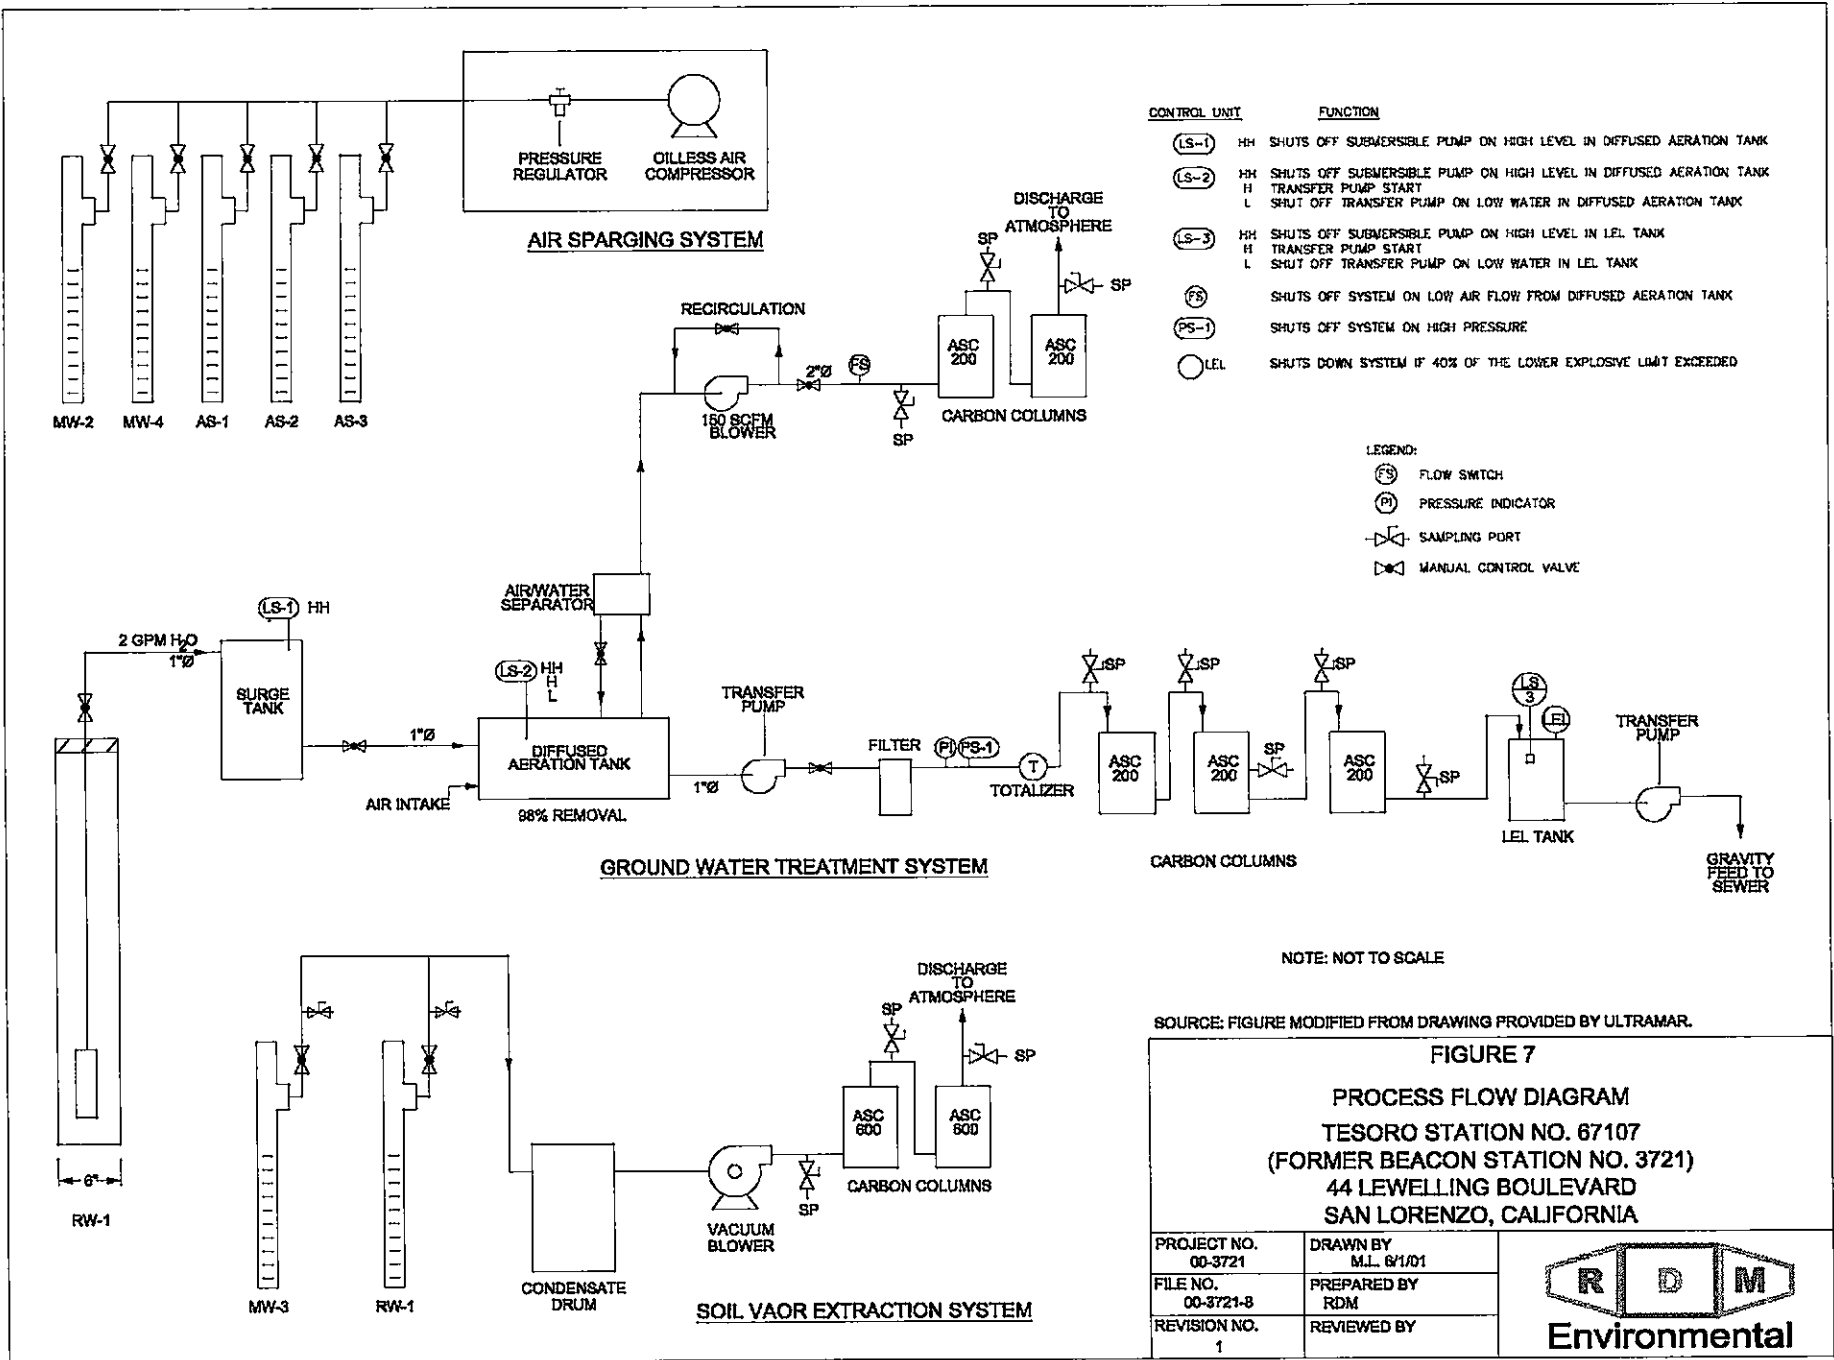 PRESSURE
REGULATOR
OILLESS AIR
COMPRESSOR
AIR SPARGING SYSTEM
MW-2
MW-4
AS-1
AS-2
AS-3
CONTROL UNIT FUNCTION
LS-1 HH SHUTS OFF SUBMERSIBLE PUMP ON HIGH LEVEL IN DIFFUSED AERATION TANK
LS-2 HH SHUTS OFF SUBMERSIBLE PUMP ON HIGH LEVEL IN DIFFUSED AERATION TANK
H TRANSFER PUMP START
L SHUT OFF TRANSFER PUMP ON LOW WATER IN DIFFUSED AERATION TANK
LS-3 HH SHUTS OFF SUBMERSIBLE PUMP ON HIGH LEVEL IN LEL TANK
H TRANSFER PUMP START
L SHUT OFF TRANSFER PUMP ON LOW WATER IN LEL TANK
FS SHUTS OFF SYSTEM ON LOW AIR FLOW FROM DIFFUSED AERATION TANK
PS-1 SHUTS OFF SYSTEM ON HIGH PRESSURE
LEL SHUTS DOWN SYSTEM IF 40% OF THE LOWER EXPLOSIVE LIMIT EXCEEDED
DISCHARGE
TO
ATMOSPHERE
SP
SP
RECIRCULATION
2"Ø
FS
SP
150 SCFM
BLOWER
ASC
200
ASC
200
CARBON COLUMNS
LEGEND:
FS FLOW SWITCH
PI PRESSURE INDICATOR
SAMPLING PORT
MANUAL CONTROL VALVE
AIR/WATER
SEPARATOR
LS-1 HH
2 GPM H2O
1"Ø
SURGE
TANK
LS-2 HH
H
L
1"Ø
DIFFUSED
AERATION TANK
AIR INTAKE
98% REMOVAL
1"Ø
TRANSFER
PUMP
FILTER
PI
PS-1
T
TOTALIZER
SP
SP
SP
ASC
200
ASC
200
SP
ASC
200
SP
LS
3
LEL
LEL TANK
TRANSFER
PUMP
GRAVITY
FEED TO
SEWER
CARBON COLUMNS
GROUND WATER TREATMENT SYSTEM
6"
RW-1
MW-3
RW-1
CONDENSATE
DRUM
VACUUM
BLOWER
SP
SP
DISCHARGE
TO
ATMOSPHERE
SP
ASC
600
ASC
600
CARBON COLUMNS
SOIL VAOR EXTRACTION SYSTEM
NOTE: NOT TO SCALE
SOURCE: FIGURE MODIFIED FROM DRAWING PROVIDED BY ULTRAMAR.
FIGURE 7
PROCESS FLOW DIAGRAM
TESORO STATION NO. 67107
(FORMER BEACON STATION NO. 3721)
44 LEWELLING BOULEVARD
SAN LORENZO, CALIFORNIA
PROJECT NO.
00-3721
DRAWN BY
M.L. 6/1/01
FILE NO.
00-3721-8
PREPARED BY
RDM
REVISION NO.
1
REVIEWED BY
R D M
Environmental